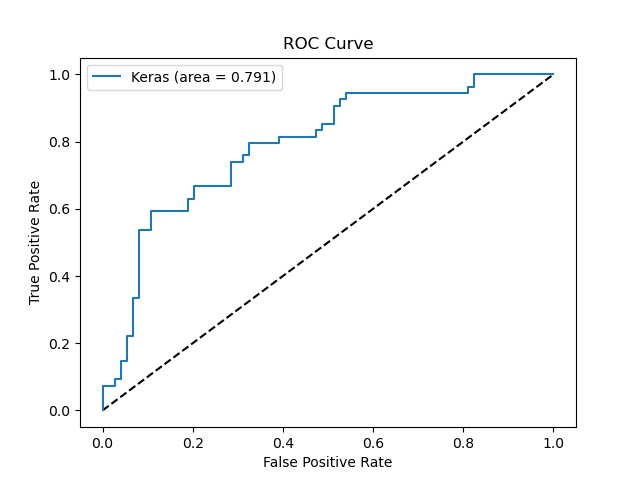 ROC Curve
Keras (area = 0.791)
True Positive Rate
1.0
0.8
0.6
0.4
0.2
0.0
0.0 0.2 0.4 0.6 0.8 1.0
False Positive Rate